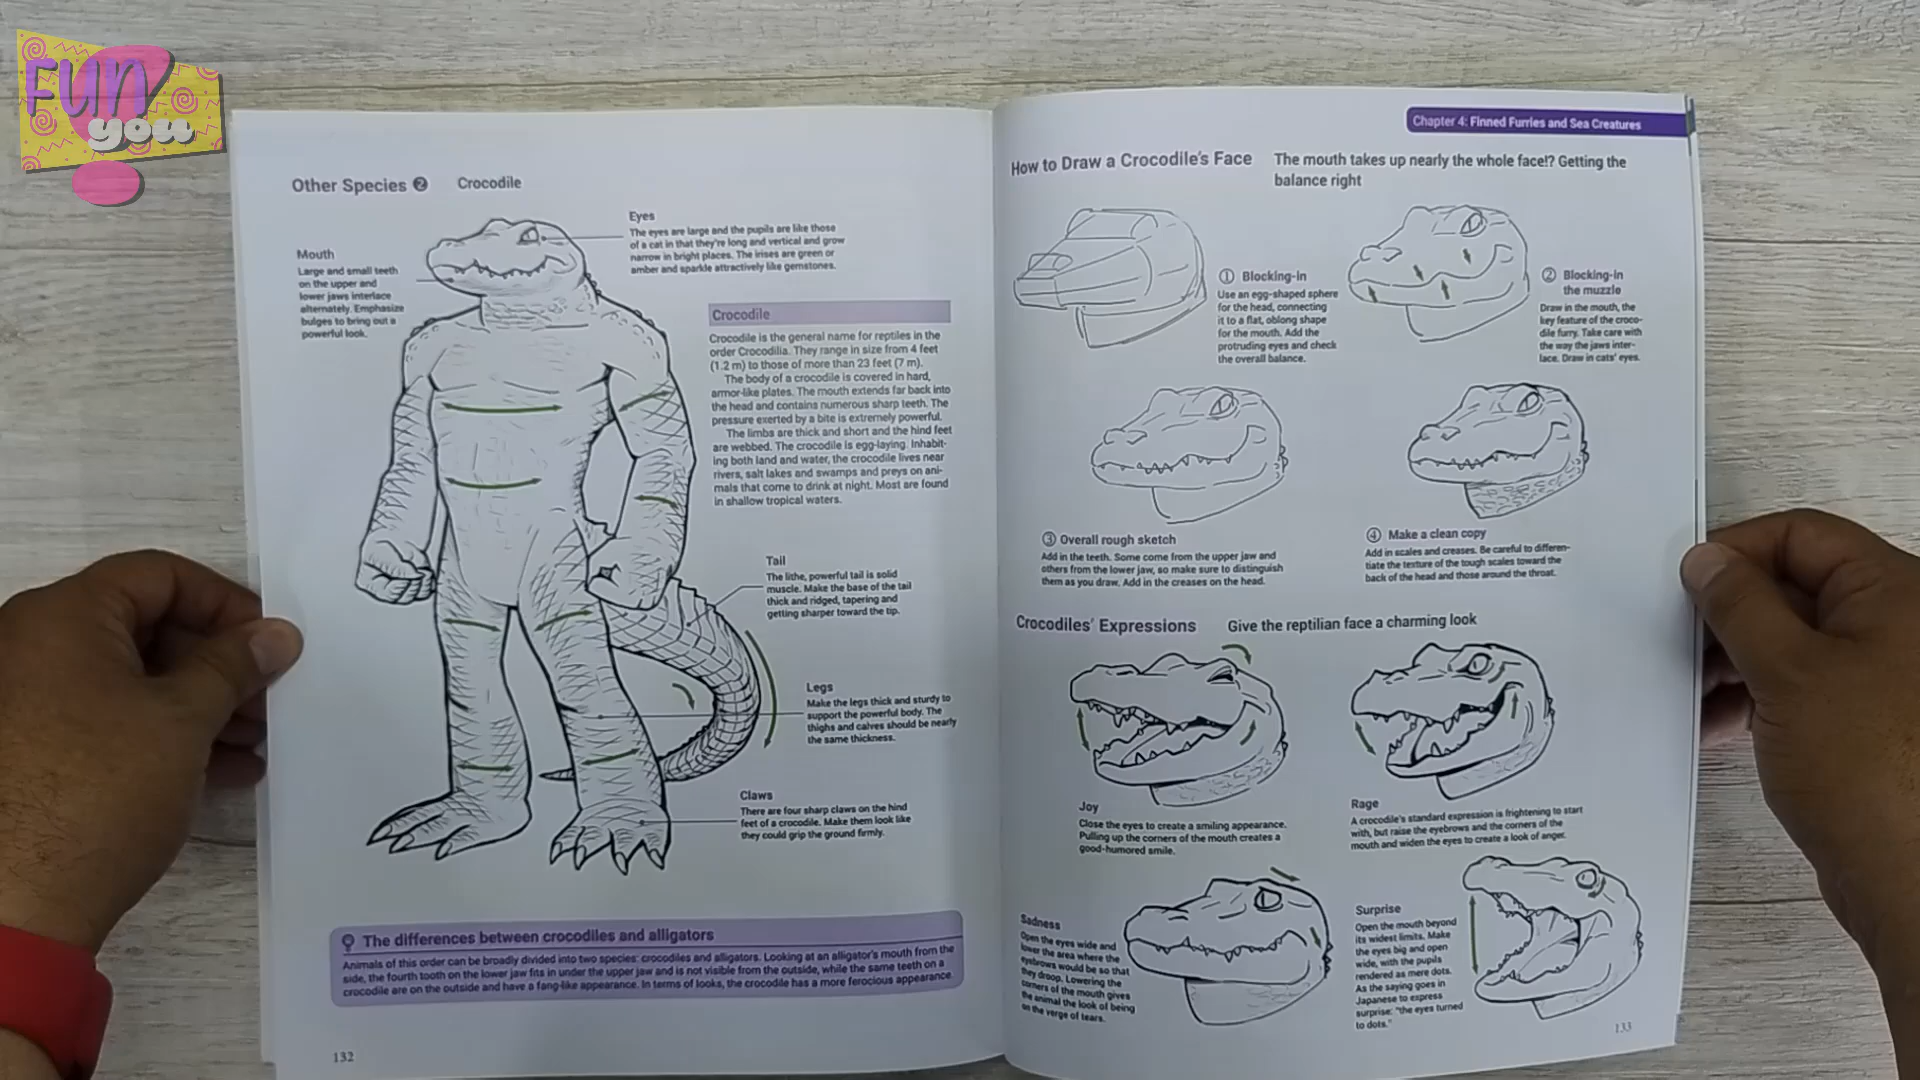 Fun
you
Other Species 2 Crocodile
Mouth
Large and small teeth
on the upper and
lower jaws interlace
alternately. Emphasize
bulges to bring out a
powerful look.
Eyes
The eyes are large and the pupils are like those
of a cat in that they're long and vertical and grow
narrow in bright places. The irises are green or
amber and sparkle attractively like gemstones.
Crocodile
Crocodile is the general name for reptiles in the
order Crocodilia. They range in size from 4 feet
(1.2 m) to those of more than 23 feet (7 m).
The body of a crocodile is covered in hard,
armor-like plates. The mouth extends far back into
the head and contains numerous sharp teeth. The
pressure exerted by a bite is extremely powerful.
The limbs are thick and short and the hind feet
are webbed. The crocodile is egg-laying. Inhabit-
ing both land and water, the crocodile lives near
rivers, salt lakes and swamps and preys on ani-
mals that come to drink at night. Most are found
in shallow tropical waters.
Tail
The lithe, powerful tail is solid
muscle. Make the base of the tail
thick and ridged, tapering and
getting sharper toward the tip.
Legs
Make the legs thick and sturdy to
support the powerful body. The
thighs and calves should be nearly
the same thickness.
Claws
There are four sharp claws on the hind
feet of a crocodile. Make them look like
they could grip the ground firmly.
The differences between crocodiles and alligators
Animals of this order can be broadly divided into two species: crocodiles and alligators. Looking at an alligator's mouth from the
side, the fourth tooth on the lower jaw fits in under the upper jaw and is not visible from the outside, while the same teeth on a
crocodile are on the outside and have a fang-like appearance. In terms of looks, the crocodile has a more ferocious appearance.
132
Chapter 4: Finned Furries and Sea Creatures
How to Draw a Crocodile's Face The mouth takes up nearly the whole face!? Getting the
balance right
① Blocking-in
Use an egg-shaped sphere
for the head, connecting
it to a flat, oblong shape
for the mouth. Add the
protruding eyes and check
the overall balance.
② Blocking-in
the muzzle
Draw in the mouth, the
key feature of the croco-
dile furry. Take care with
the way the jaws inter-
lace. Draw in cats' eyes.
③ Overall rough sketch
Add in the teeth. Some come from the upper jaw and
others from the lower jaw, so make sure to distinguish
them as you draw. Add in the creases on the head.
④ Make a clean copy
Add in scales and creases. Be careful to differen-
tiate the texture of the tough scales toward the
back of the head and those around the throat.
Crocodiles' Expressions Give the reptilian face a charming look
Joy
Close the eyes to create a smiling appearance.
Pulling up the corners of the mouth creates a
good-humored smile.
Rage
A crocodile's standard expression is frightening to start
with, but raise the eyebrows and the corners of the
mouth and widen the eyes to create a look of anger.
Sadness
Open the eyes wide and
lower the area where the
eyebrows would be so that
they droop. Lowering the
corners of the mouth gives
the animal the look of being
on the verge of tears.
Surprise
Open the mouth beyond
its widest limits. Make
the eyes big and open
wide, with the pupils
rendered as mere dots.
As the saying goes in
Japanese to express
surprise: "the eyes turned
to dots."
133